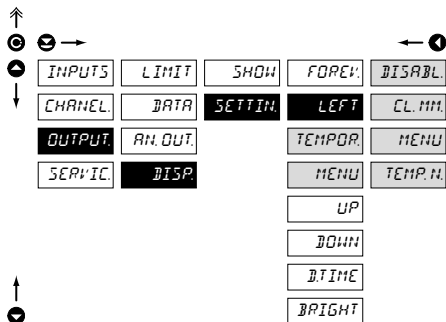 INPUTS LIMIT SHOW FOREV. DISABL.
CHANEL. DATA SETTIN. LEFT CL. MM.
OUTPUT. AN. OUT. TEMPOR. MENU
SERVIC. DISP. MENU TEMP. N.
UP
DOWN
D.TIME
BRIGHT